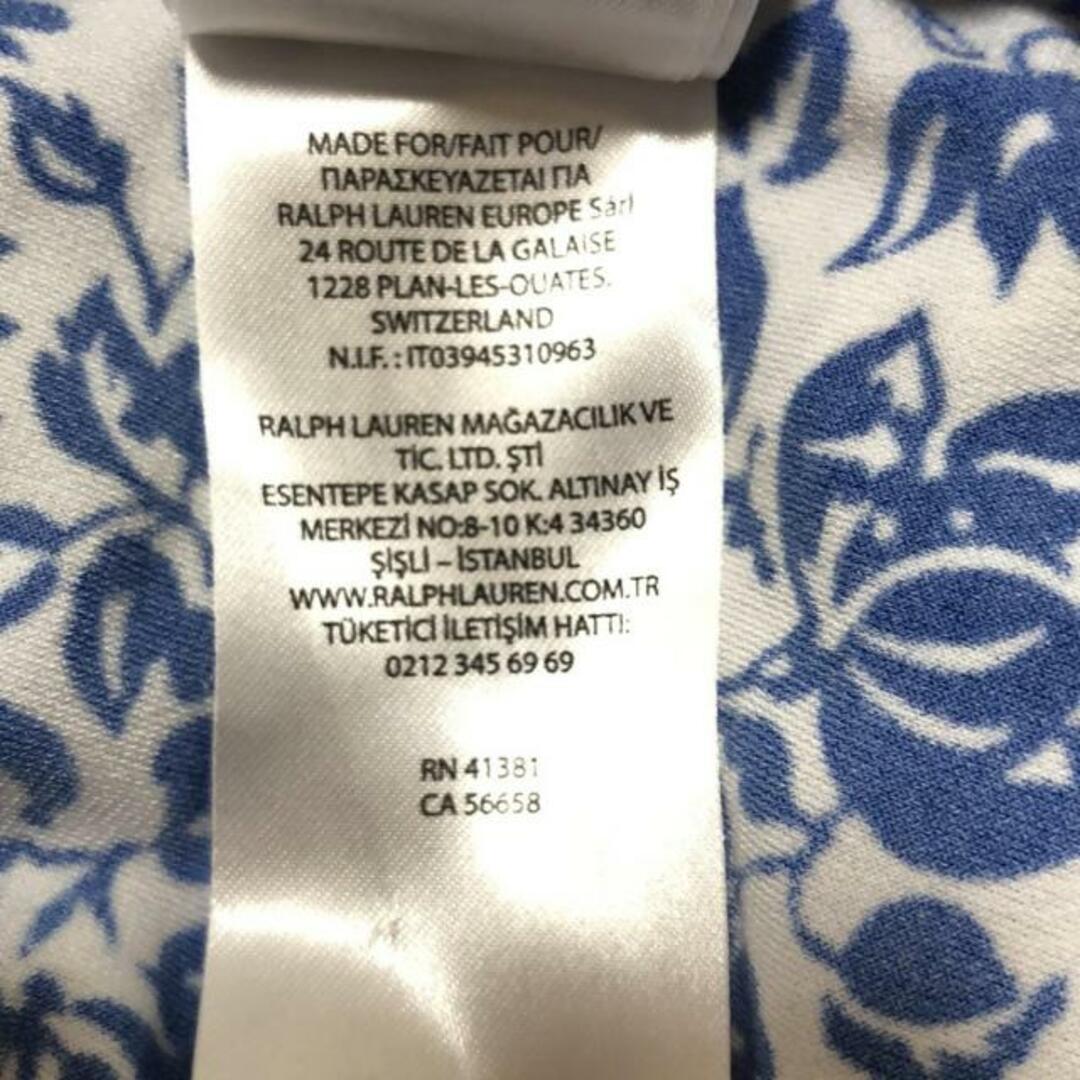 MADE FOR/FAIT POUR/
ΠΑΡΑΣΚΕΥΑΖΕΤΑΙ ΓΙΑ
RALPH LAUREN EUROPE Sàrl
24 ROUTE DE LA GALAISE
1228 PLAN-LES-OUATES.
SWITZERLAND
N.I.F. : IT03945310963
RALPH LAUREN MAĞAZACILIK VE
TİC. LTD. ŞTİ
ESENTEPE KASAP SOK. ALTINAY İŞ
MERKEZİ NO:8-10 K:4 34360
ŞİŞLİ – İSTANBUL
WWW.RALPHLAUREN.COM.TR
TÜKETİCİ İLETİŞİM HATTI:
0212 345 69 69
RN 41381
CA 56658